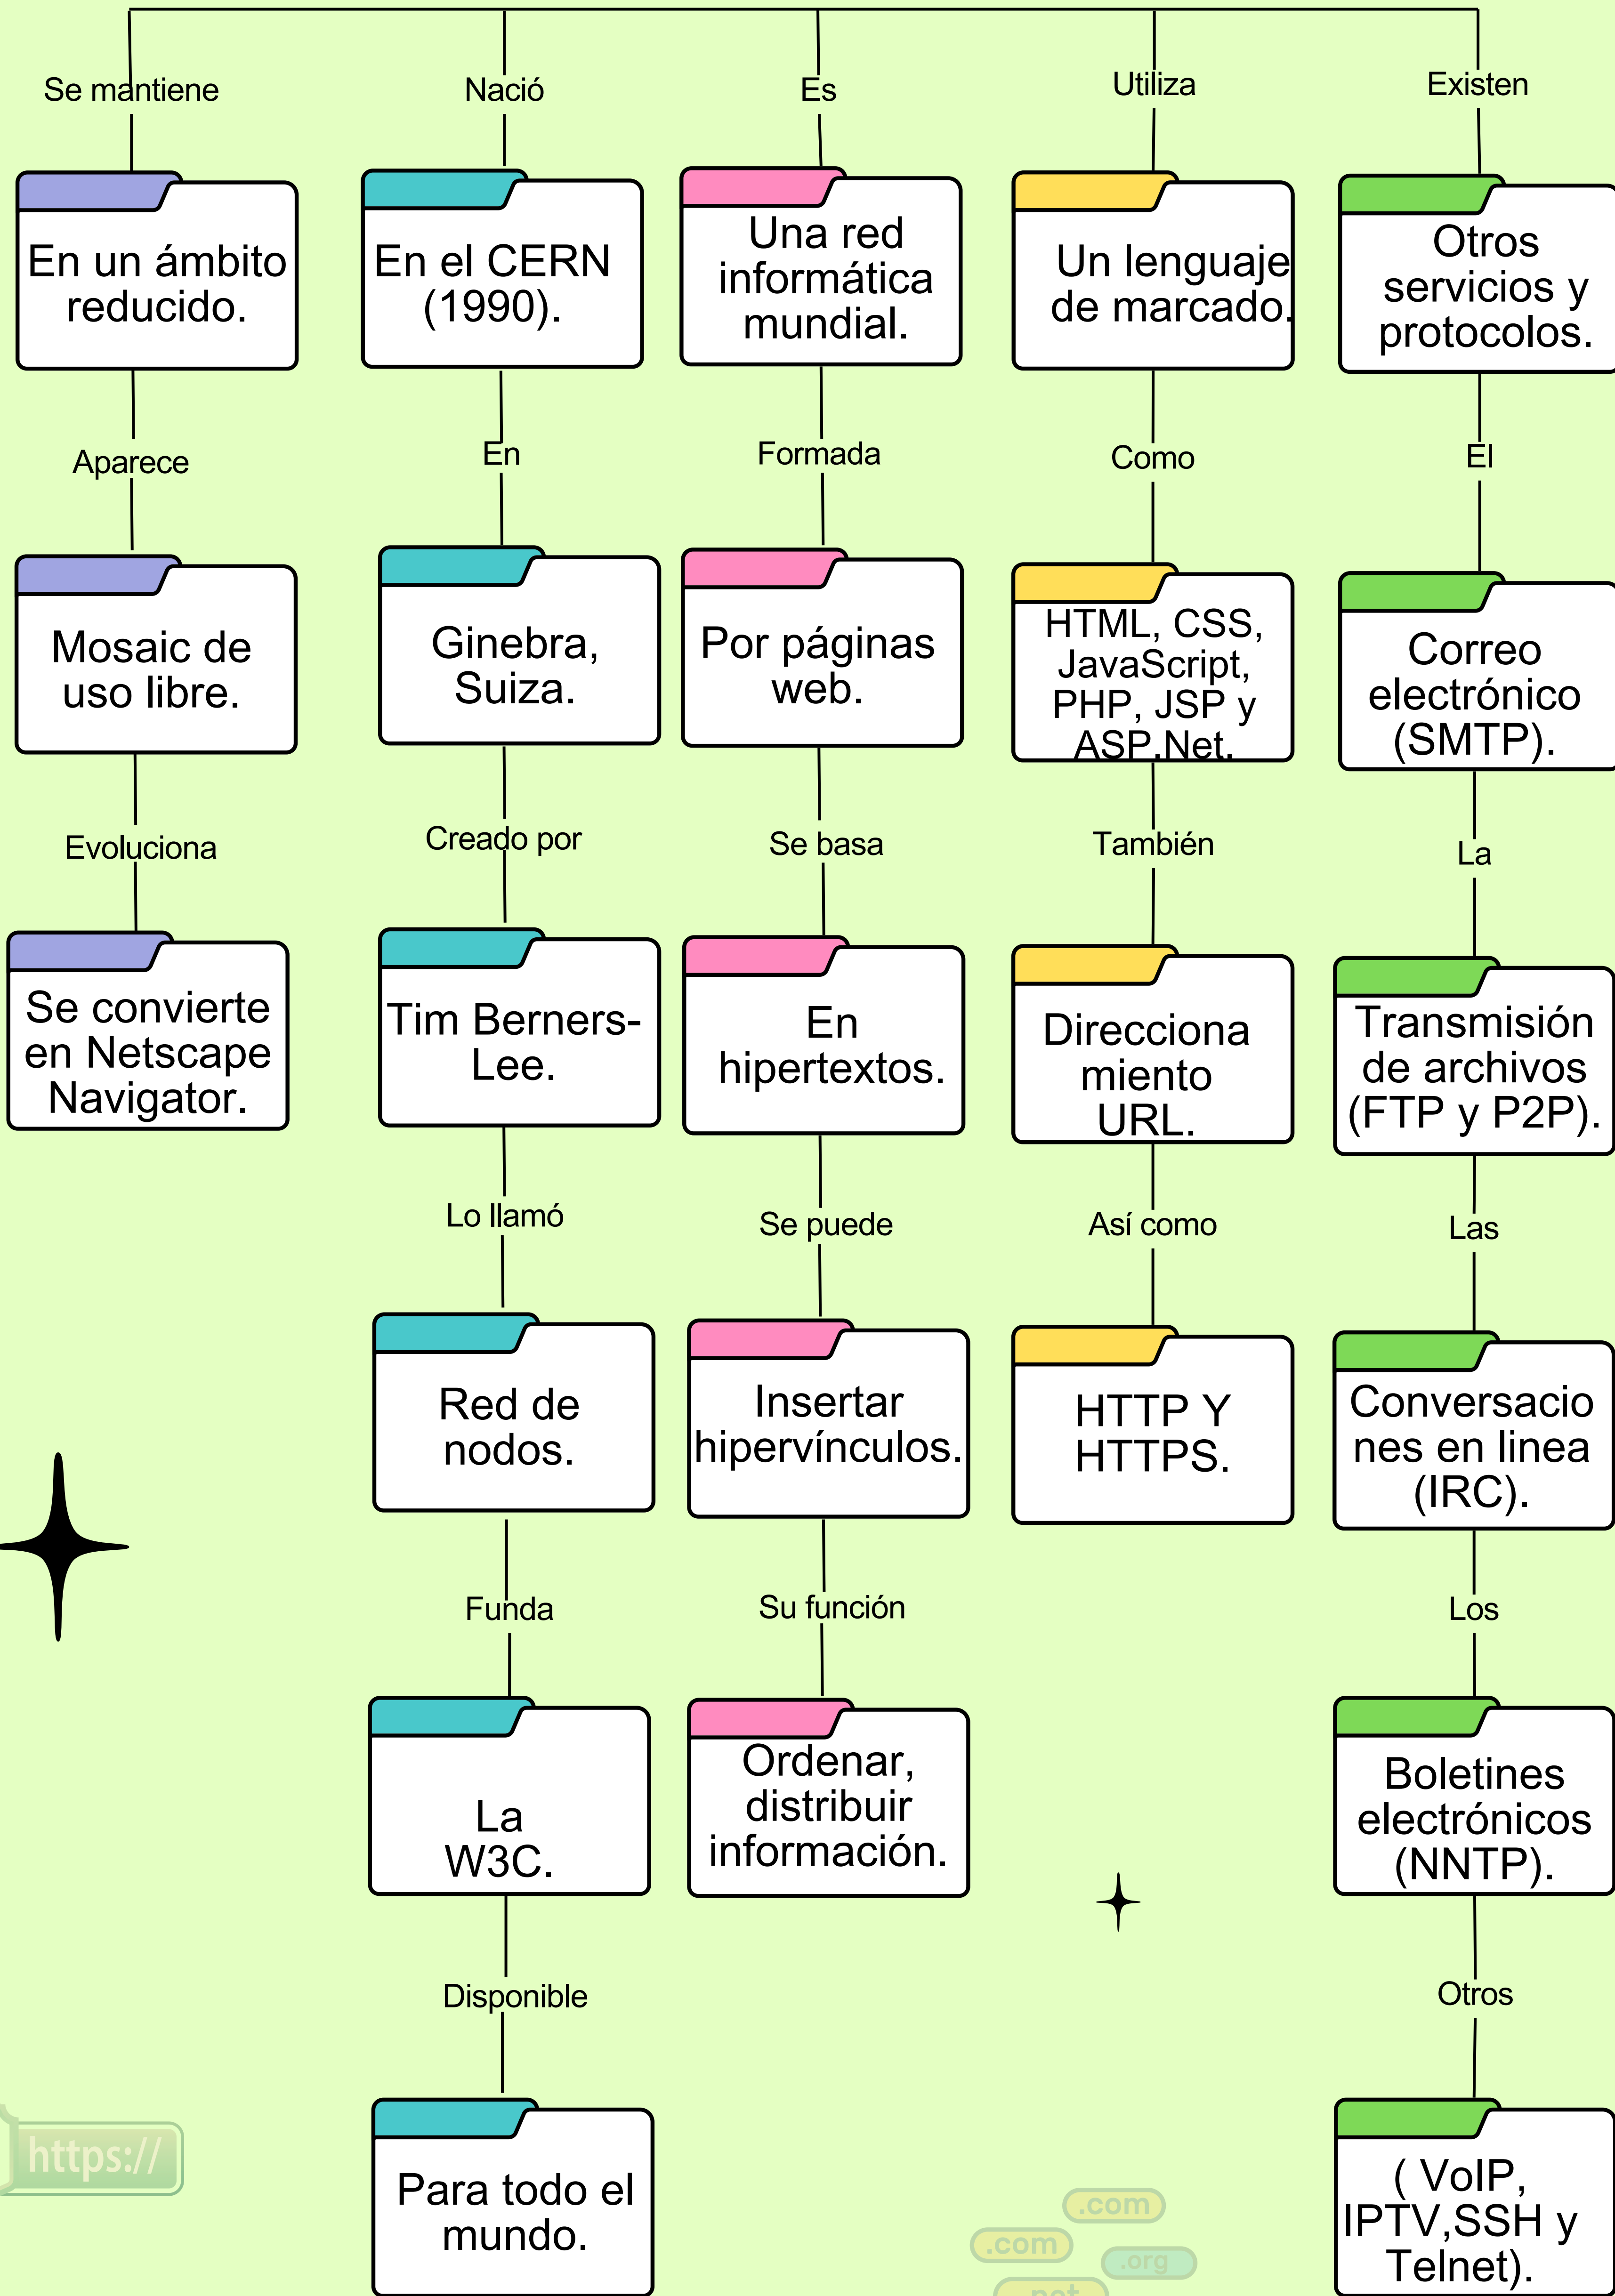 Se mantiene
En un ámbito
reducido.
Aparece
Mosaic de
uso libre.
Evoluciona
Se convierte
en Netscape
Navigator.
Nació
En el CERN
(1990).
En
Ginebra,
Suiza.
Creado por
Tim Berners-
Lee.
Lo llamó
Red de
nodos.
Funda
La
W3C.
Disponible
Para todo el
mundo.
Es
Una red
informática
mundial.
Formada
Por páginas
web.
Se basa
En
hipertextos.
Se puede
Insertar
hipervínculos.
Su función
Ordenar,
distribuir
información.
Utiliza
Un lenguaje
de marcado.
Como
HTML, CSS,
JavaScript,
PHP, JSP y
ASP.Net.
También
Direcciona
miento
URL.
Así como
HTTP Y
HTTPS.
Existen
Otros
servicios y
protocolos.
El
Correo
electrónico
(SMTP).
La
Transmisión
de archivos
(FTP y P2P).
Las
Conversacio
nes en linea
(IRC).
Los
Boletines
electrónicos
(NNTP).
Otros
( VoIP,
IPTV,SSH y
Telnet).
https://
.com
.com
.org
.net